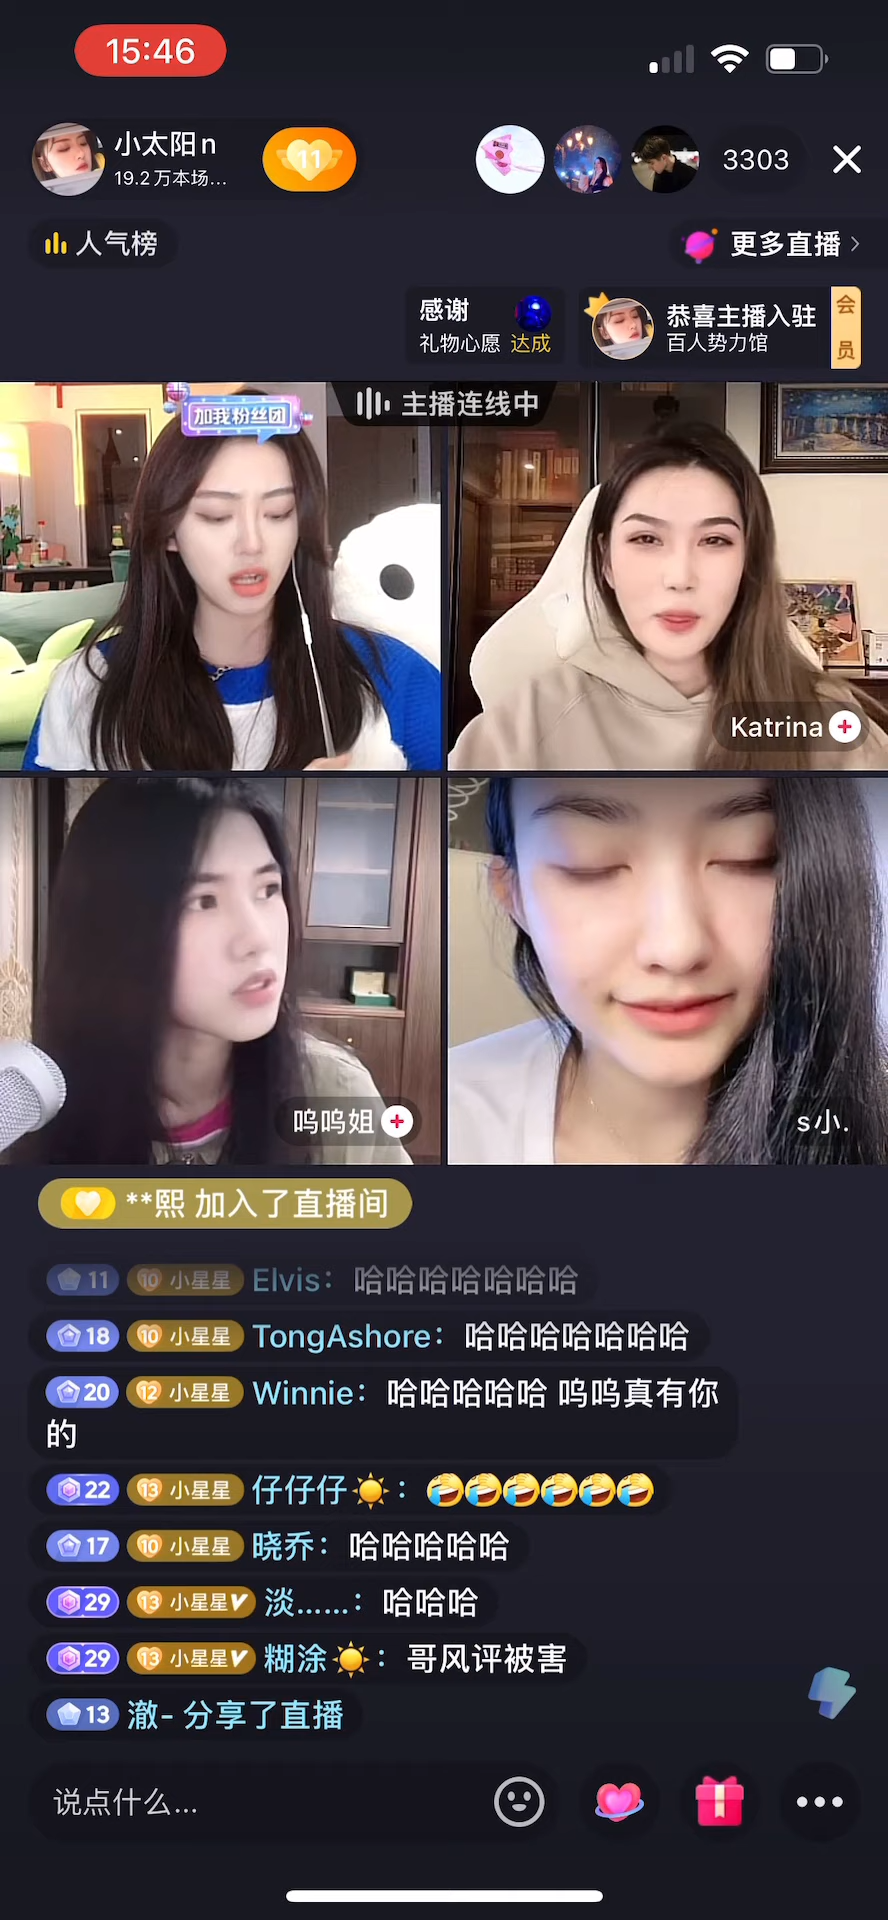 15:46
小太阳n
19.2万本场...
11
3303
人气榜
更多直播
感谢
礼物心愿 达成
恭喜主播入驻
百人势力馆
会员
加我粉丝团
主播连线中
Katrina
呜呜姐
s小.
**熙 加入了直播间
11 10 小星星 Elvis： 哈哈哈哈哈哈哈
18 10 小星星 TongAshore： 哈哈哈哈哈哈哈
20 12 小星星 Winnie： 哈哈哈哈哈 呜呜真有你
的
22 13 小星星 仔仔仔☀️： 🤣🤣🤣🤣🤣🤣
17 10 小星星 晓乔： 哈哈哈哈哈
29 13 小星星 淡……： 哈哈哈
29 13 小星星 糊涂☀️： 哥风评被害
13 澈- 分享了直播
说点什么...